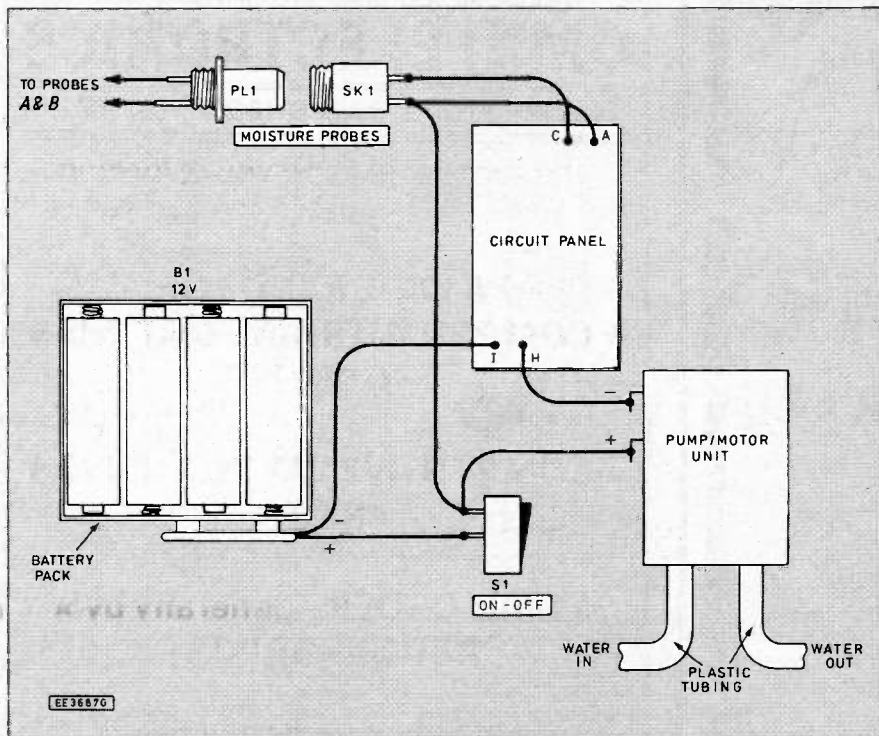 TO PROBES
A & B
PL1
SK1
MOISTURE PROBES
C
A
CIRCUIT PANEL
B1
12V
I
H
-
+
PUMP/MOTOR
UNIT
-
+
BATTERY
PACK
S1
ON-OFF
WATER
IN
PLASTIC
TUBING
WATER
OUT
EE3687G